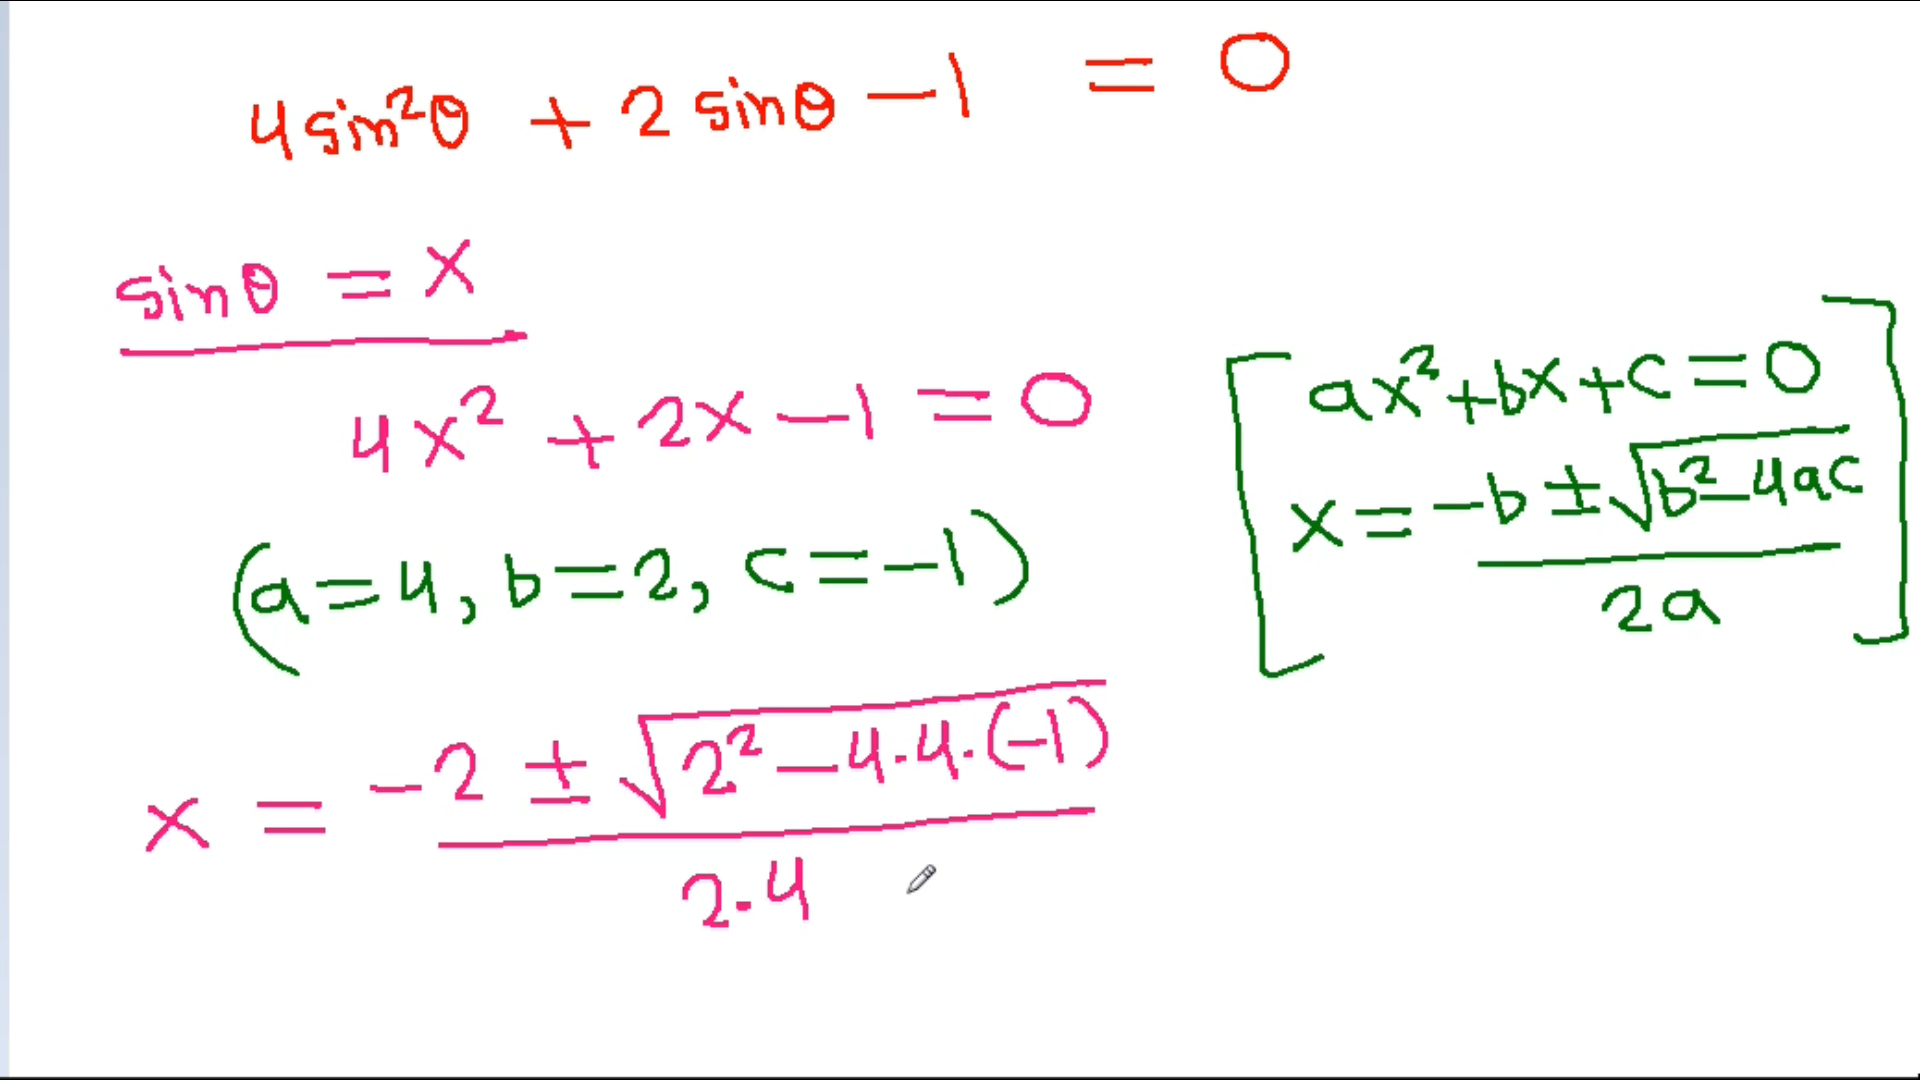 4sin²θ + 2 sinθ - 1 = 0
sinθ = x
4x² + 2x - 1 = 0
(a = 4, b = 2, c = -1)
x = -2 ± √(2² - 4·4·(-1)) / 2·4
[ax² + bx + c = 0
x = -b ± √(b² - 4ac) / 2a]